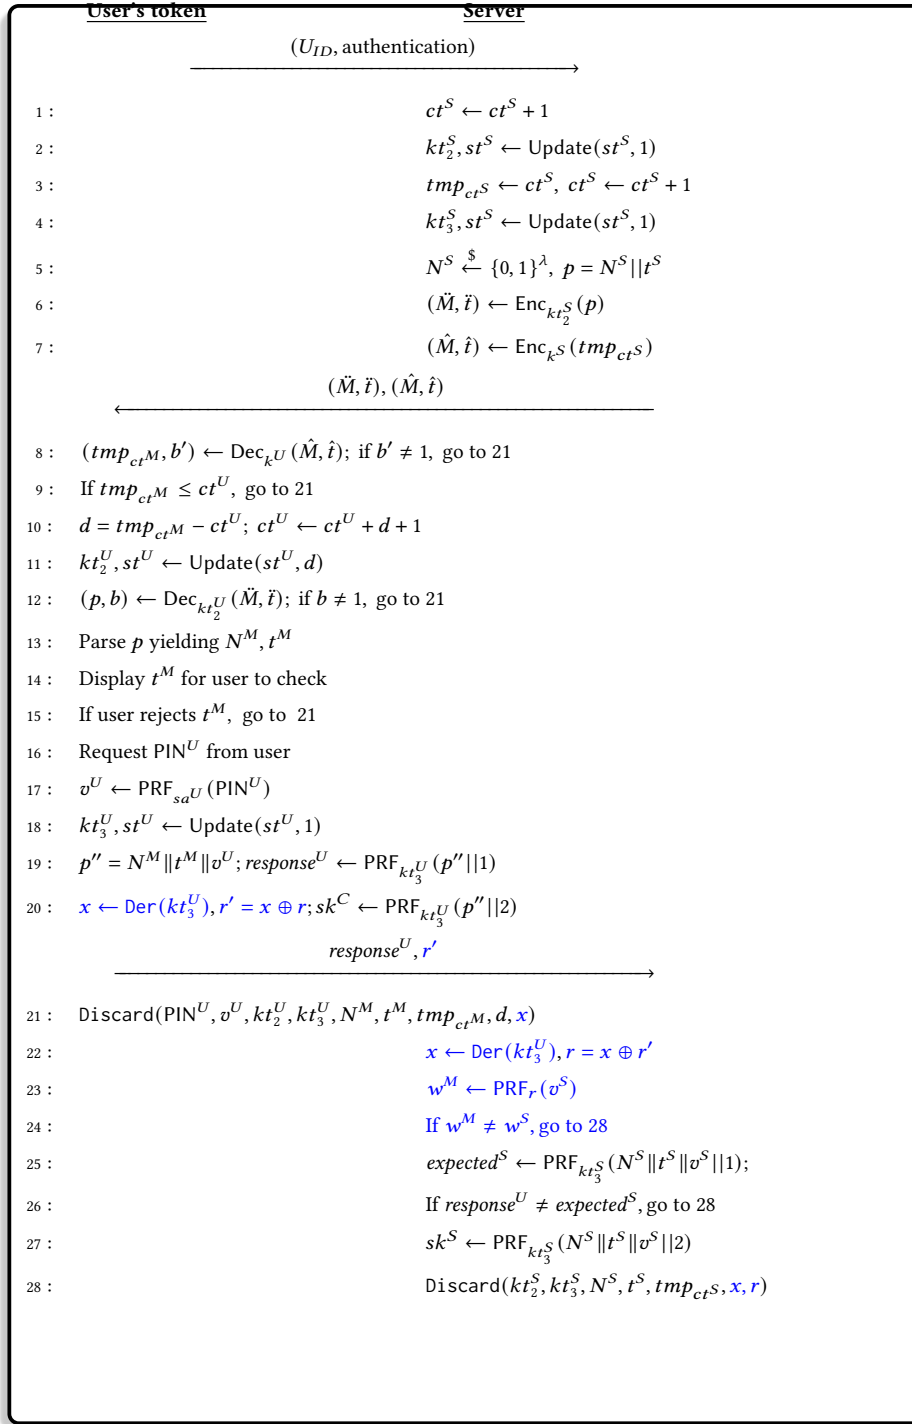 User's token Server
(U_{ID}, authentication)
1 : ct^S ← ct^S + 1
2 : kt_2^S, st^S ← Update(st^S, 1)
3 : tmp_{ct^S} ← ct^S, ct^S ← ct^S + 1
4 : kt_3^S, st^S ← Update(st^S, 1)
5 : N^S ←^$ {0, 1}^λ, p = N^S||t^S
6 : (M̈, ẗ) ← Enc_{kt_2^S}(p)
7 : (M̂, t̂) ← Enc_{k^S}(tmp_{ct^S})
(M̈, ẗ), (M̂, t̂)
8 : (tmp_{ct^M}, b′) ← Dec_{k^U}(M̂, t̂); if b′ ≠ 1, go to 21
9 : If tmp_{ct^M} ≤ ct^U, go to 21
10 : d = tmp_{ct^M} − ct^U; ct^U ← ct^U + d + 1
11 : kt_2^U, st^U ← Update(st^U, d)
12 : (p, b) ← Dec_{kt_2^U}(M̈, ẗ); if b ≠ 1, go to 21
13 : Parse p yielding N^M, t^M
14 : Display t^M for user to check
15 : If user rejects t^M, go to 21
16 : Request PIN^U from user
17 : v^U ← PRF_{sa^U}(PIN^U)
18 : kt_3^U, st^U ← Update(st^U, 1)
19 : p″ = N^M∥t^M∥v^U; response^U ← PRF_{kt_3^U}(p″||1)
20 : x ← Der(kt_3^U), r′ = x ⊕ r; sk^C ← PRF_{kt_3^U}(p″||2)
response^U, r′
21 : Discard(PIN^U, v^U, kt_2^U, kt_3^U, N^M, t^M, tmp_{ct^M}, d, x)
22 : x ← Der(kt_3^U), r = x ⊕ r′
23 : w^M ← PRF_r(v^S)
24 : If w^M ≠ w^S, go to 28
25 : expected^S ← PRF_{kt_3^S}(N^S∥t^S∥v^S||1);
26 : If response^U ≠ expected^S, go to 28
27 : sk^S ← PRF_{kt_3^S}(N^S∥t^S∥v^S||2)
28 : Discard(kt_2^S, kt_3^S, N^S, t^S, tmp_{ct^S}, x, r)